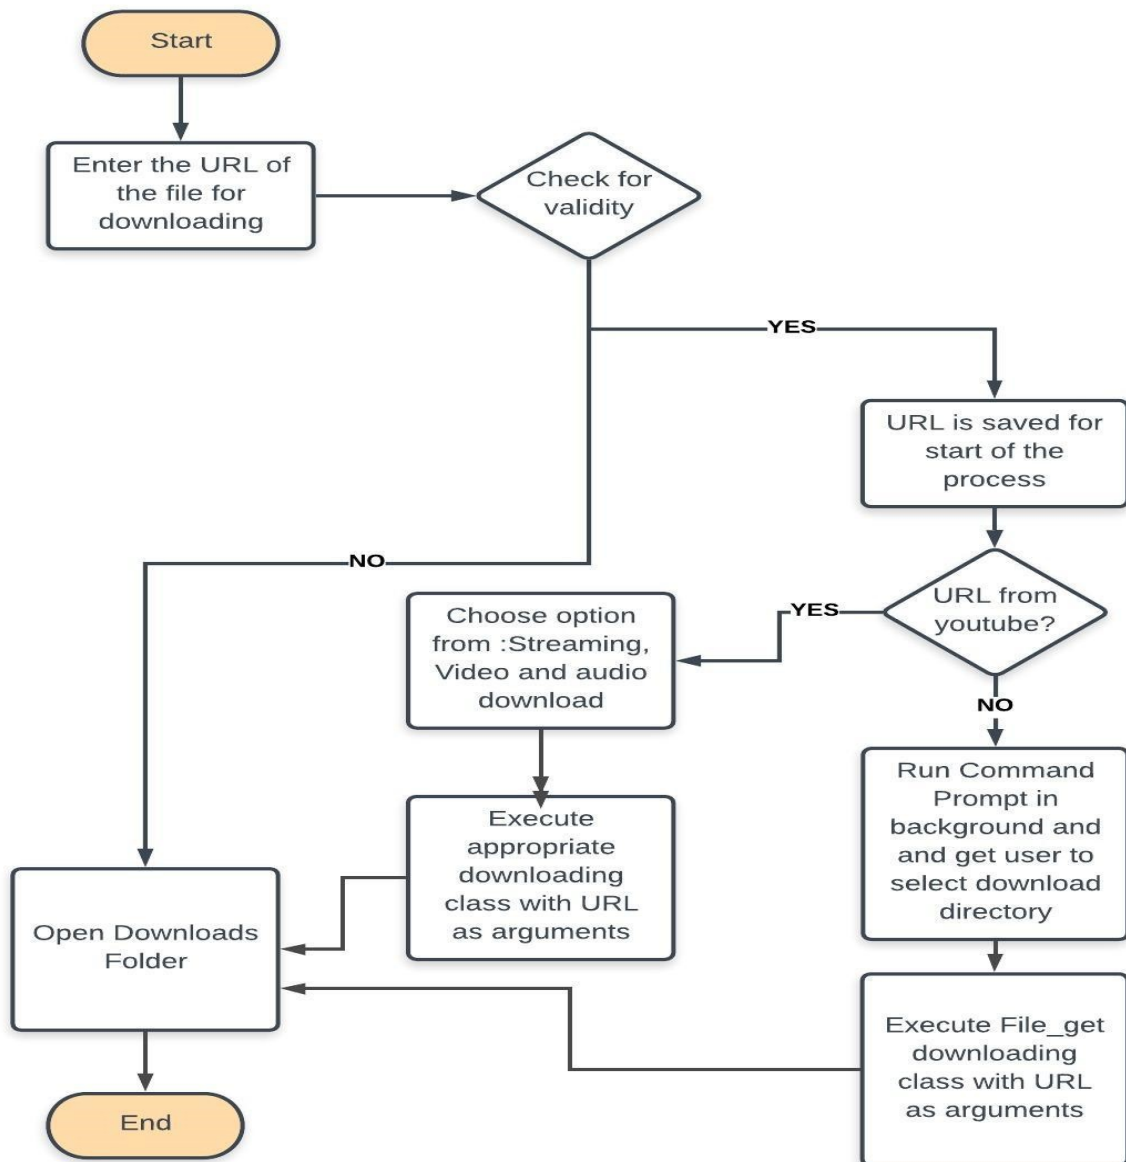 Start
Enter the URL of
the file for
downloading
Check for
validity
YES
URL is saved for
start of the
process
NO
URL from
youtube?
YES
Choose option
from :Streaming,
Video and audio
download
NO
Run Command
Prompt in
background and
and get user to
select download
directory
Execute
appropriate
downloading
class with URL
as arguments
Open Downloads
Folder
Execute File_get
downloading
class with URL
as arguments
End